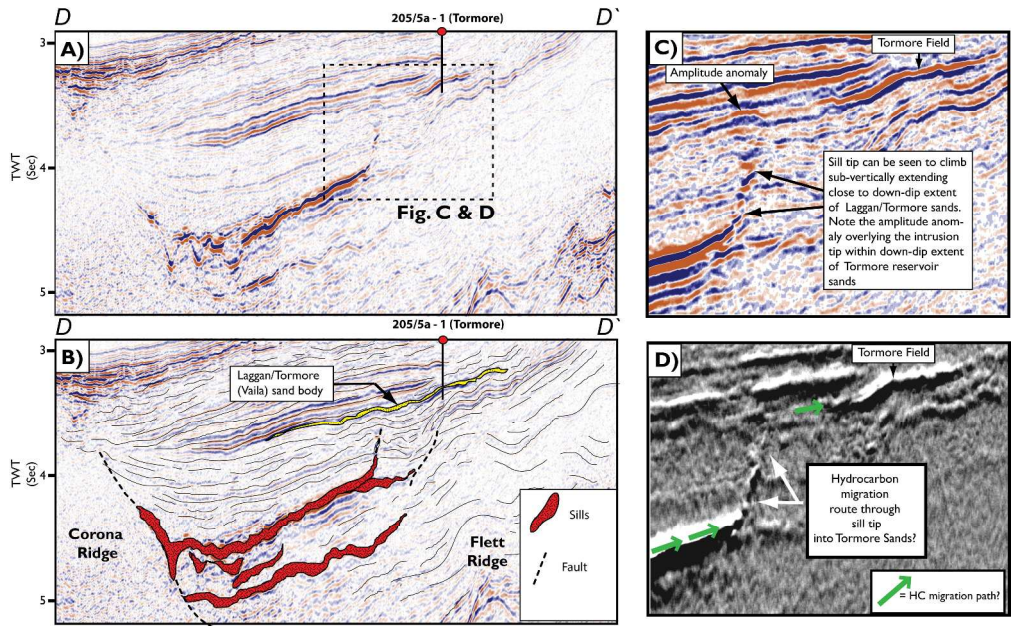 D
205/5a - 1 (Tormore)
D`
A)
3
4
5
TWT
(Sec)
Fig. C & D
D
205/5a - 1 (Tormore)
D`
B)
3
4
5
TWT
(Sec)
Laggan/Tormore
(Vaila) sand body
Corona
Ridge
Flett
Ridge
Sills
Fault
C)
Tormore Field
Amplitude anomaly
Sill tip can be seen to climb
sub-vertically extending
close to down-dip extent
of Laggan/Tormore sands.
Note the amplitude anom-
aly overlying the intrusion
tip within down-dip extent
of Tormore reservoir
sands
D)
Tormore Field
Hydrocarbon
migration
route through
sill tip
into Tormore Sands?
= HC migration path?